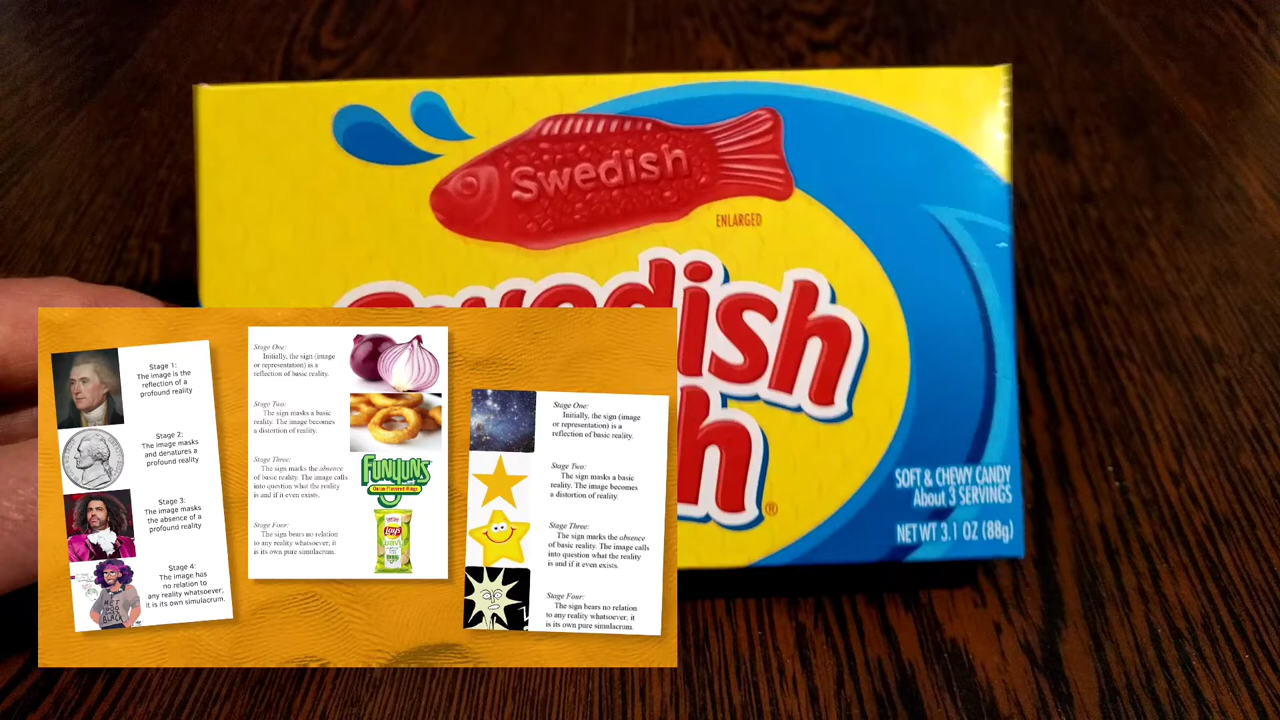 Swedish
ENLARGED
Swedish
SOFT & CHEWY CANDY
About 3 SERVINGS
NET WT 3.1 OZ (88g)
®
Stage 1:
The image is the
reflection of a
profound reality
Stage 2:
The image masks
and denatures a
profound reality
Stage 3:
The image masks
the absence of a
profound reality
Stage 4:
The image has
no relation to
any reality whatsoever;
it is its own simulacrum.
Stage One:
Initially, the sign (image
or representation) is a
reflection of basic reality.
Stage Two:
The sign masks a basic
reality. The image becomes
a distortion of reality.
Stage Three:
The sign marks the absence
of basic reality. The image calls
into question what the reality
is and if it even exists.
Stage Four:
The sign bears no relation
to any reality whatsoever; it
is its own pure simulacrum.
FUNYUNS
Onion Flavored Rings
Lay's
Stage One:
Initially, the sign (image
or representation) is a
reflection of basic reality.
Stage Two:
The sign masks a basic
reality. The image becomes
a distortion of reality.
Stage Three:
The sign marks the absence
of basic reality. The image calls
into question what the reality
is and if it even exists.
Stage Four:
The sign bears no relation
to any reality whatsoever; it
is its own pure simulacrum.